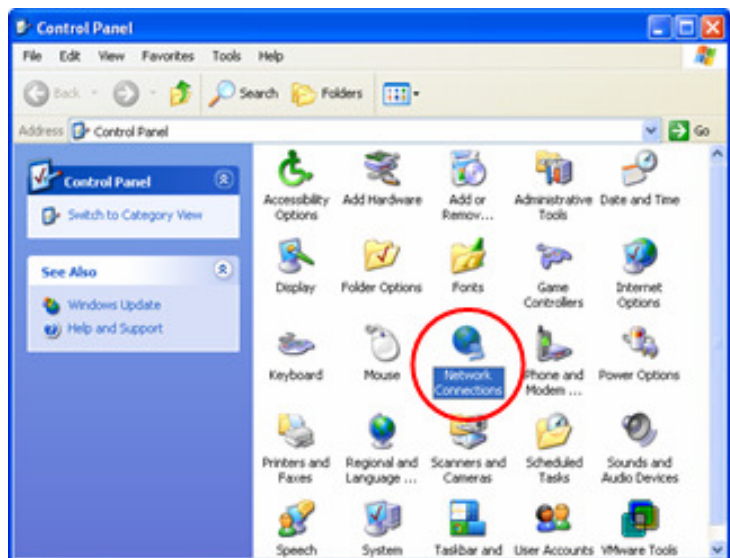 Control Panel
File Edit View Favorites Tools Help
Back Search Folders
Address Control Panel Go
Control Panel
Switch to Category View
See Also
Windows Update
Help and Support
Accessibility Options
Add Hardware
Add or Remov...
Administrative Tools
Date and Time
Display
Folder Options
Fonts
Game Controllers
Internet Options
Keyboard
Mouse
Network Connections
Phone and Modem ...
Power Options
Printers and Faxes
Regional and Language ...
Scanners and Cameras
Scheduled Tasks
Sounds and Audio Devices
Speech
System
Taskbar and
User Accounts
VMware Tools